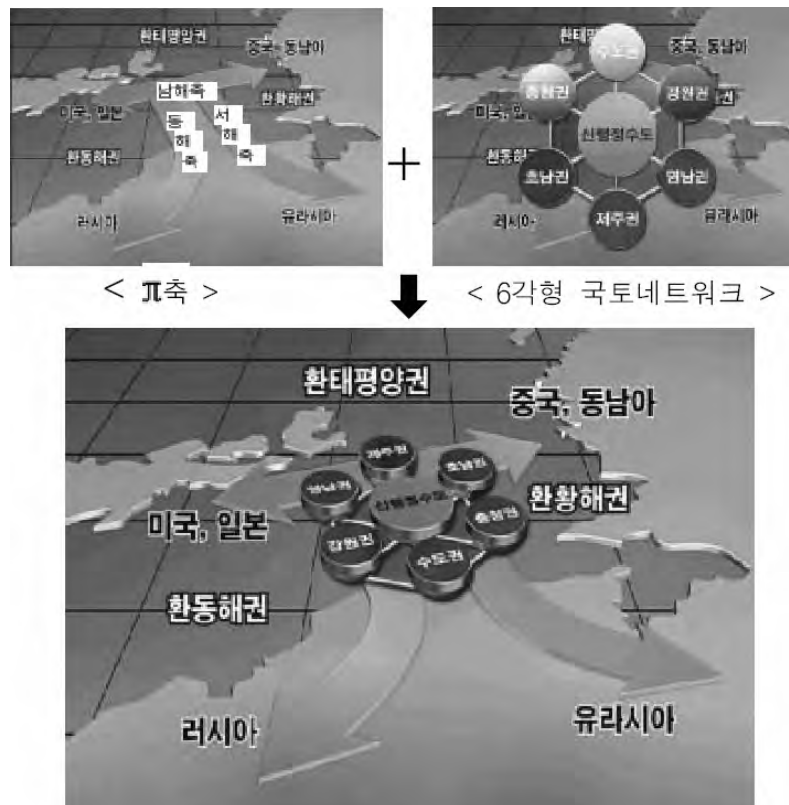 환태평양권
중국, 동남아
남해축
미국, 일본
환황해권
동
해
축
서
해
축
환동해권
러시아
유라시아
+
수도권
중국, 동남아
충청권
강원권
미국, 일
신행정수도
환동해
호남권
영남권
제주권
러시아
유라시아
< π축 >
< 6각형 국토네트워크 >
환태평양권
중국, 동남아
제주권
호남권
영남권
신행정수도
충청권
환황해권
미국, 일본
강원권
수도권
환동해권
러시아
유라시아